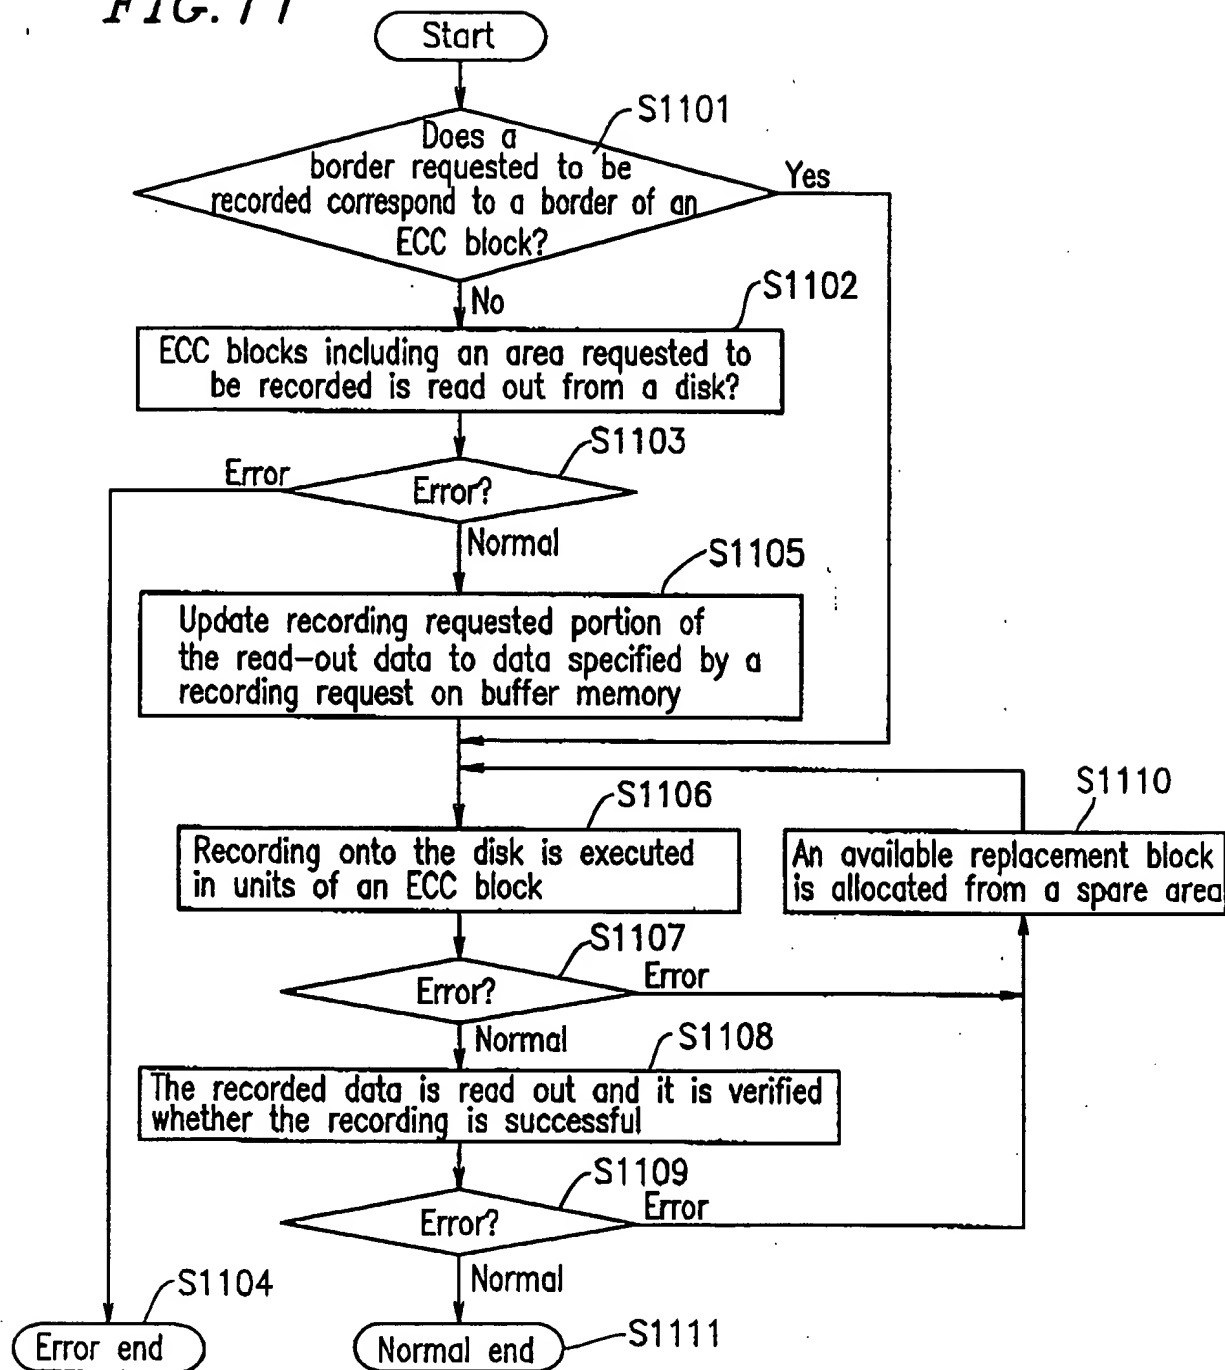 FIG. 11
Start
S1101
Does a
border requested to be
recorded correspond to a border of an
ECC block?
Yes
No
S1102
ECC blocks including an area requested to
be recorded is read out from a disk?
S1103
Error
Error?
Normal
S1105
Update recording requested portion of
the read-out data to data specified by a
recording request on buffer memory
S1106
S1110
Recording onto the disk is executed
in units of an ECC block
An available replacement block
is allocated from a spare area
S1107
Error?
Error
Normal
S1108
The recorded data is read out and it is verified
whether the recording is successful
S1109
Error?
Error
Normal
S1104
Error end
Normal end
S1111